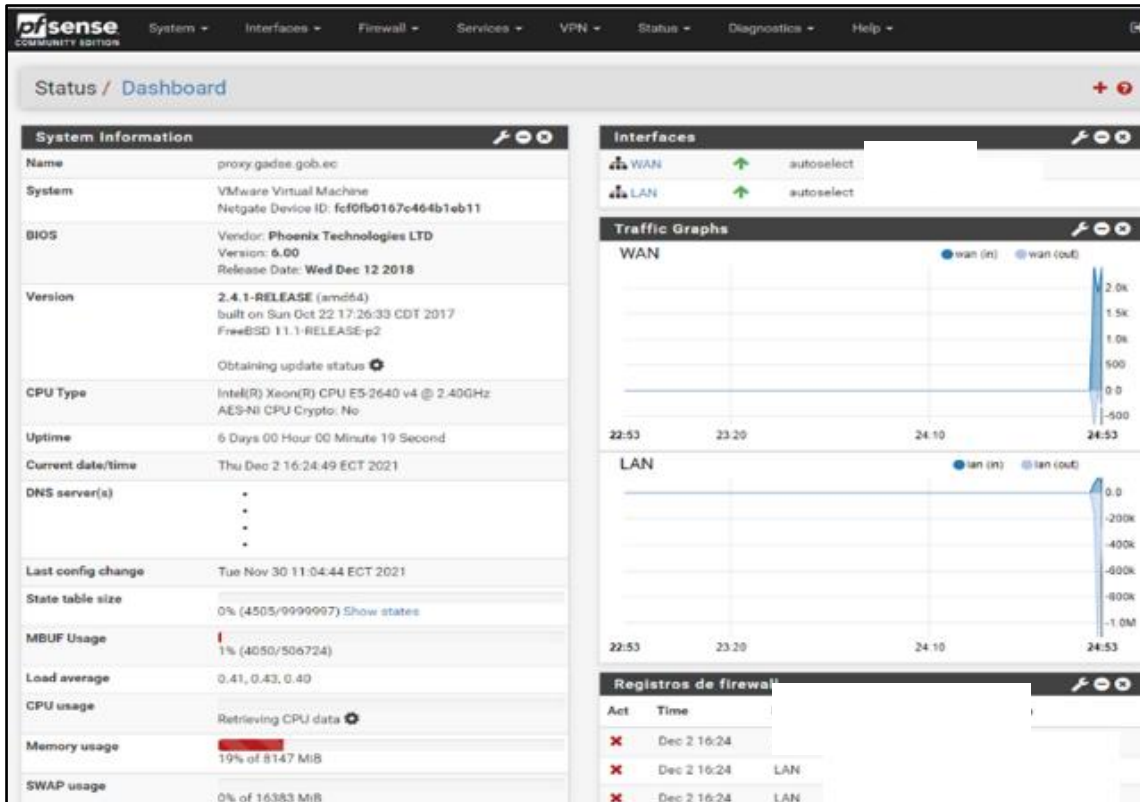 pfsense
COMMUNITY EDITION
System
Interfaces
Firewall
Services
VPN
Status
Diagnostics
Help
Status / Dashboard
System Information
Name
proxy.gadse.gob.ec
System
VMware Virtual Machine
Netgate Device ID: fcf0fb0167c464b1eb11
BIOS
Vendor: Phoenix Technologies LTD
Version: 6.00
Release Date: Wed Dec 12 2018
Version
2.4.1-RELEASE (amd64)
built on Sun Oct 22 17:26:33 CDT 2017
FreeBSD 11.1-RELEASE-p2
Obtaining update status
CPU Type
Intel(R) Xeon(R) CPU E5-2640 v4 @ 2.40GHz
AES-NI CPU Crypto: No
Uptime
6 Days 00 Hour 00 Minute 19 Second
Current date/time
Thu Dec 2 16:24:49 ECT 2021
DNS server(s)
Last config change
Tue Nov 30 11:04:44 ECT 2021
State table size
0% (4505/9999997) Show states
MBUF Usage
1% (4050/506724)
Load average
0.41, 0.43, 0.40
CPU usage
Retrieving CPU data
Memory usage
19% of 8147 MiB
SWAP usage
0% of 16383 MiB
Interfaces
WAN
autoselect
LAN
autoselect
Traffic Graphs
WAN
wan (in)
wan (out)
2.0k
1.5k
1.0k
500
0.0
-500
22:53
23:20
24:10
24:53
LAN
lan (in)
lan (out)
0.0
-200k
-400k
-600k
-800k
-1.0M
22:53
23:20
24:10
24:53
Registros de firewall
Act
Time
Dec 2 16:24
Dec 2 16:24
LAN
Dec 2 16:24
LAN